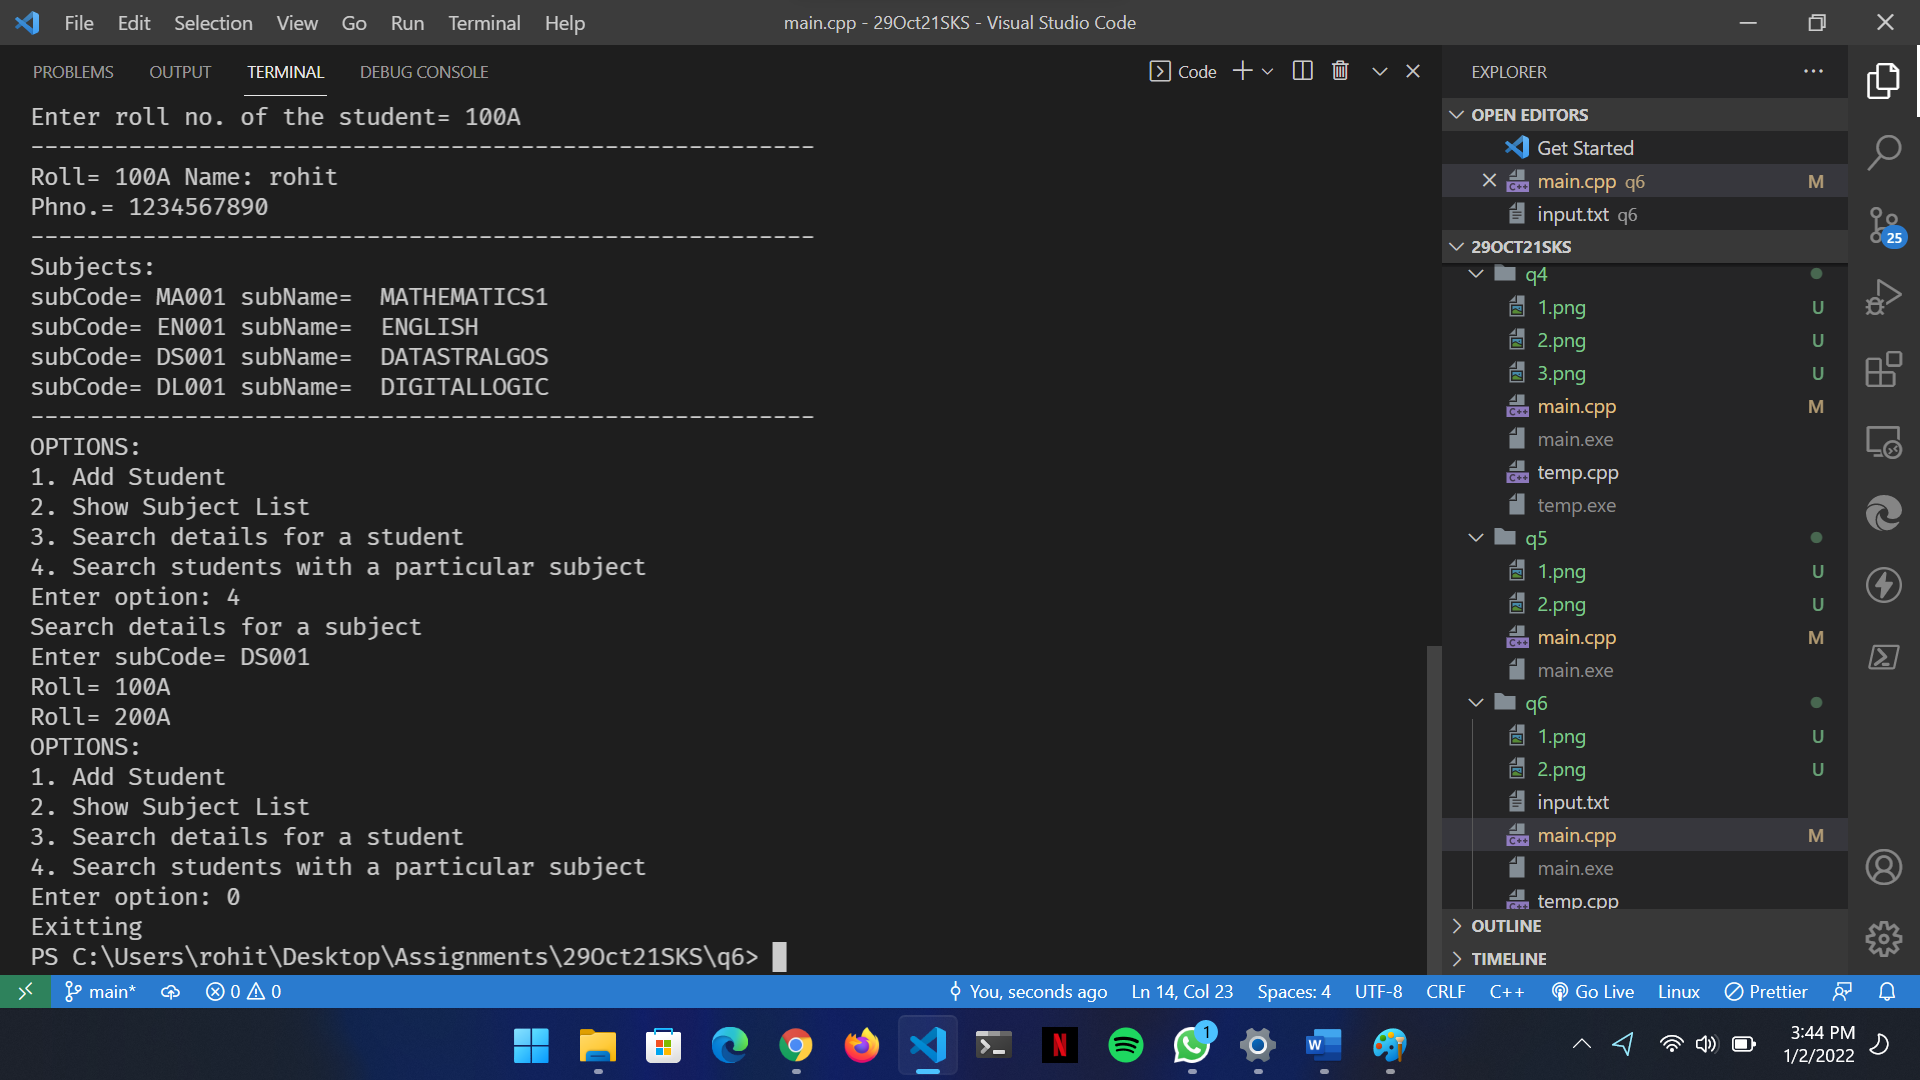 File Edit Selection View Go Run Terminal Help
main.cpp - 29Oct21SKS - Visual Studio Code
PROBLEMS OUTPUT TERMINAL DEBUG CONSOLE
Code
Enter roll no. of the student= 100A
--------------------------------------------------------
Roll= 100A Name: rohit
Phno.= 1234567890
--------------------------------------------------------
Subjects:
subCode= MA001 subName=  MATHEMATICS1
subCode= EN001 subName=  ENGLISH
subCode= DS001 subName=  DATASTRALGOS
subCode= DL001 subName=  DIGITALLOGIC
--------------------------------------------------------
OPTIONS:
1. Add Student
2. Show Subject List
3. Search details for a student
4. Search students with a particular subject
Enter option: 4
Search details for a subject
Enter subCode= DS001
Roll= 100A
Roll= 200A
OPTIONS:
1. Add Student
2. Show Subject List
3. Search details for a student
4. Search students with a particular subject
Enter option: 0
Exitting
PS C:\Users\rohit\Desktop\Assignments\29Oct21SKS\q6>
EXPLORER
OPEN EDITORS
Get Started
main.cpp q6 M
input.txt q6
29OCT21SKS
q4
1.png U
2.png U
3.png U
main.cpp M
main.exe
temp.cpp
temp.exe
q5
1.png U
2.png U
main.cpp M
main.exe
q6
1.png U
2.png U
input.txt
main.cpp M
main.exe
temp.cpp
OUTLINE
TIMELINE
25
main* 0 0
You, seconds ago Ln 14, Col 23 Spaces: 4 UTF-8 CRLF C++ Go Live Linux Prettier
1
3:44 PM
1/2/2022